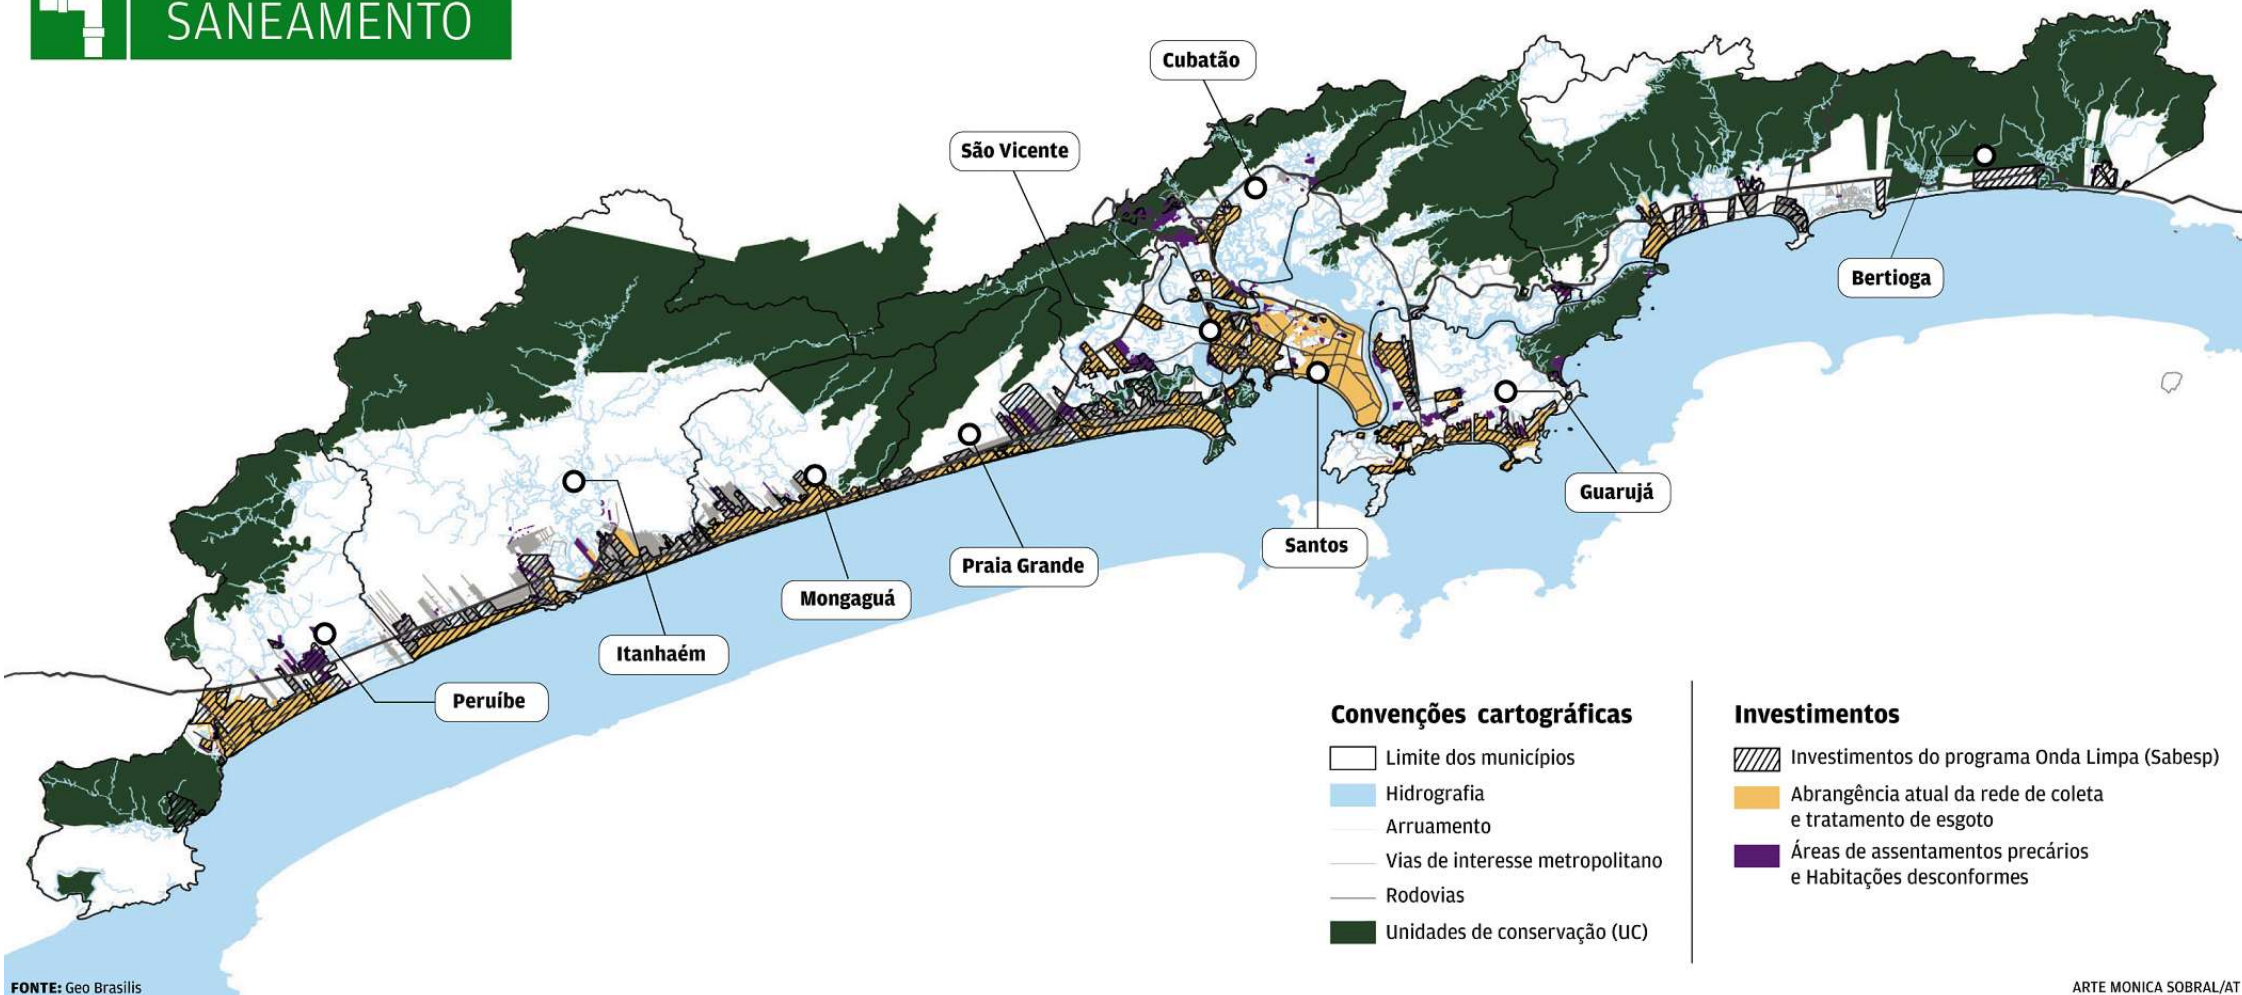 SANEAMENTO
Cubatão
São Vicente
Bertioga
Guarujá
Santos
Praia Grande
Mongaguá
Itanhaém
Peruíbe
Convenções cartográficas
Limite dos municípios
Hidrografia
Arruamento
Vias de interesse metropolitano
Rodovias
Unidades de conservação (UC)
Investimentos
Investimentos do programa Onda Limpa (Sabesp)
Abrangência atual da rede de coleta
e tratamento de esgoto
Áreas de assentamentos precários
e Habitações desconformes
FONTE: Geo Brasilis
ARTE MONICA SOBRAL/AT